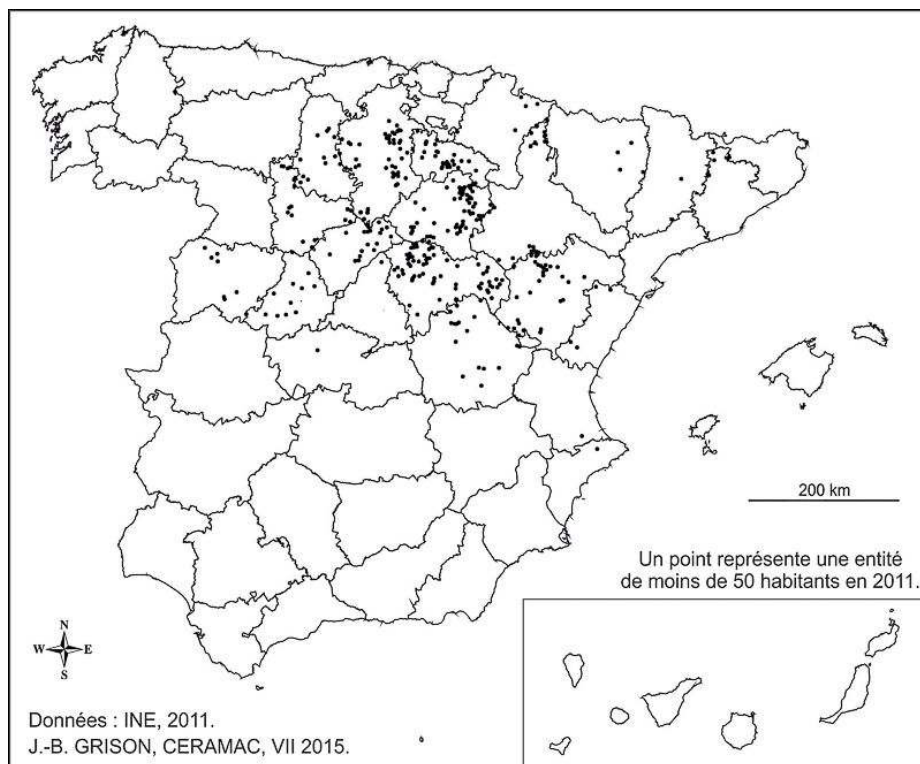 200 km
Un point représente une entité
de moins de 50 habitants en 2011.
N
W E
S
Données : INE, 2011.
J.-B. GRISON, CERAMAC, VII 2015.